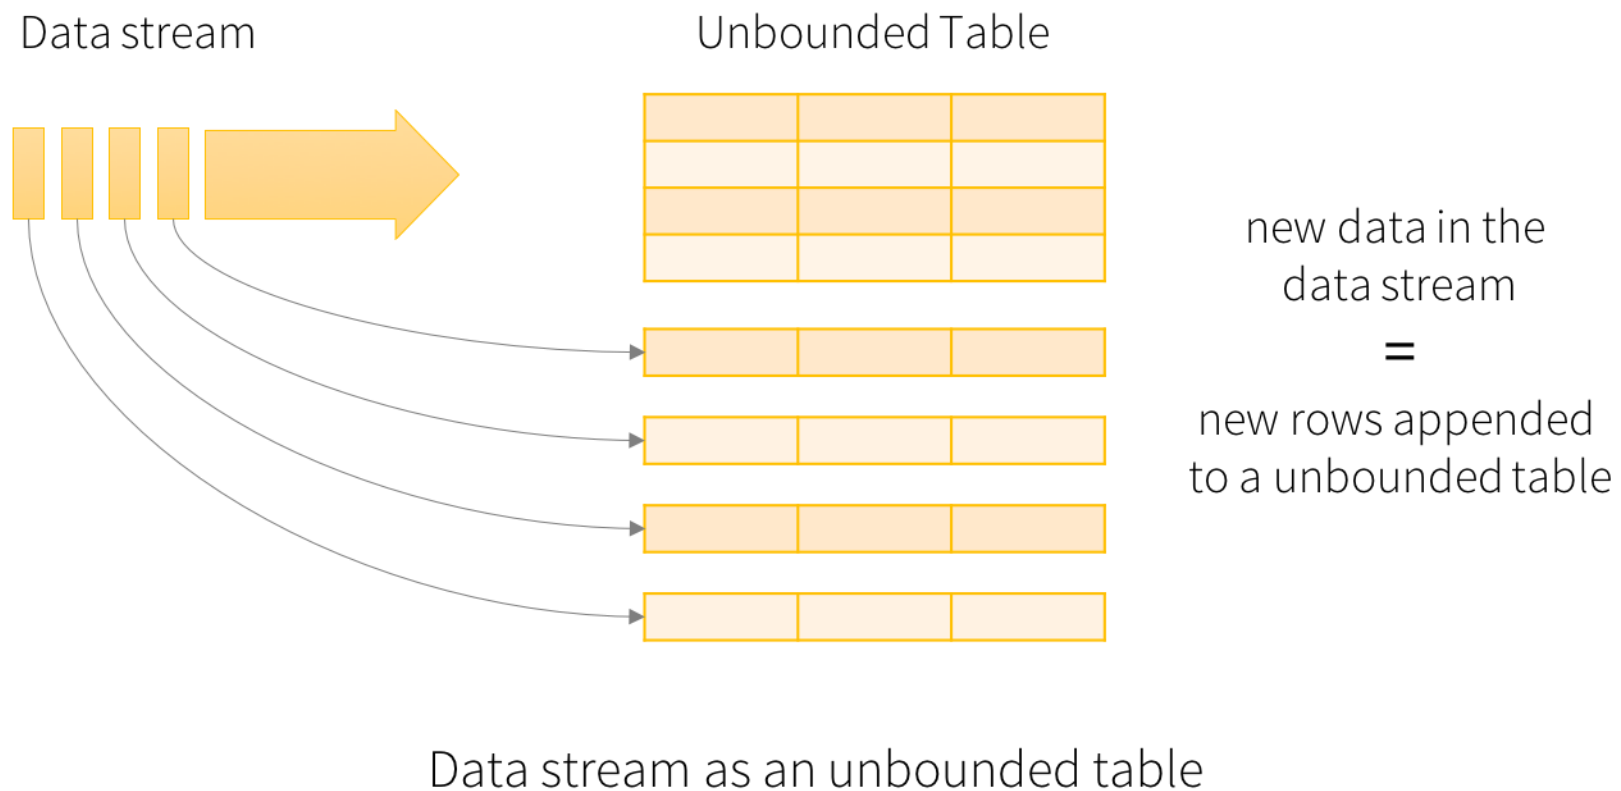 Data stream
Unbounded Table
new data in the
data stream
=
new rows appended
to a unbounded table
Data stream as an unbounded table